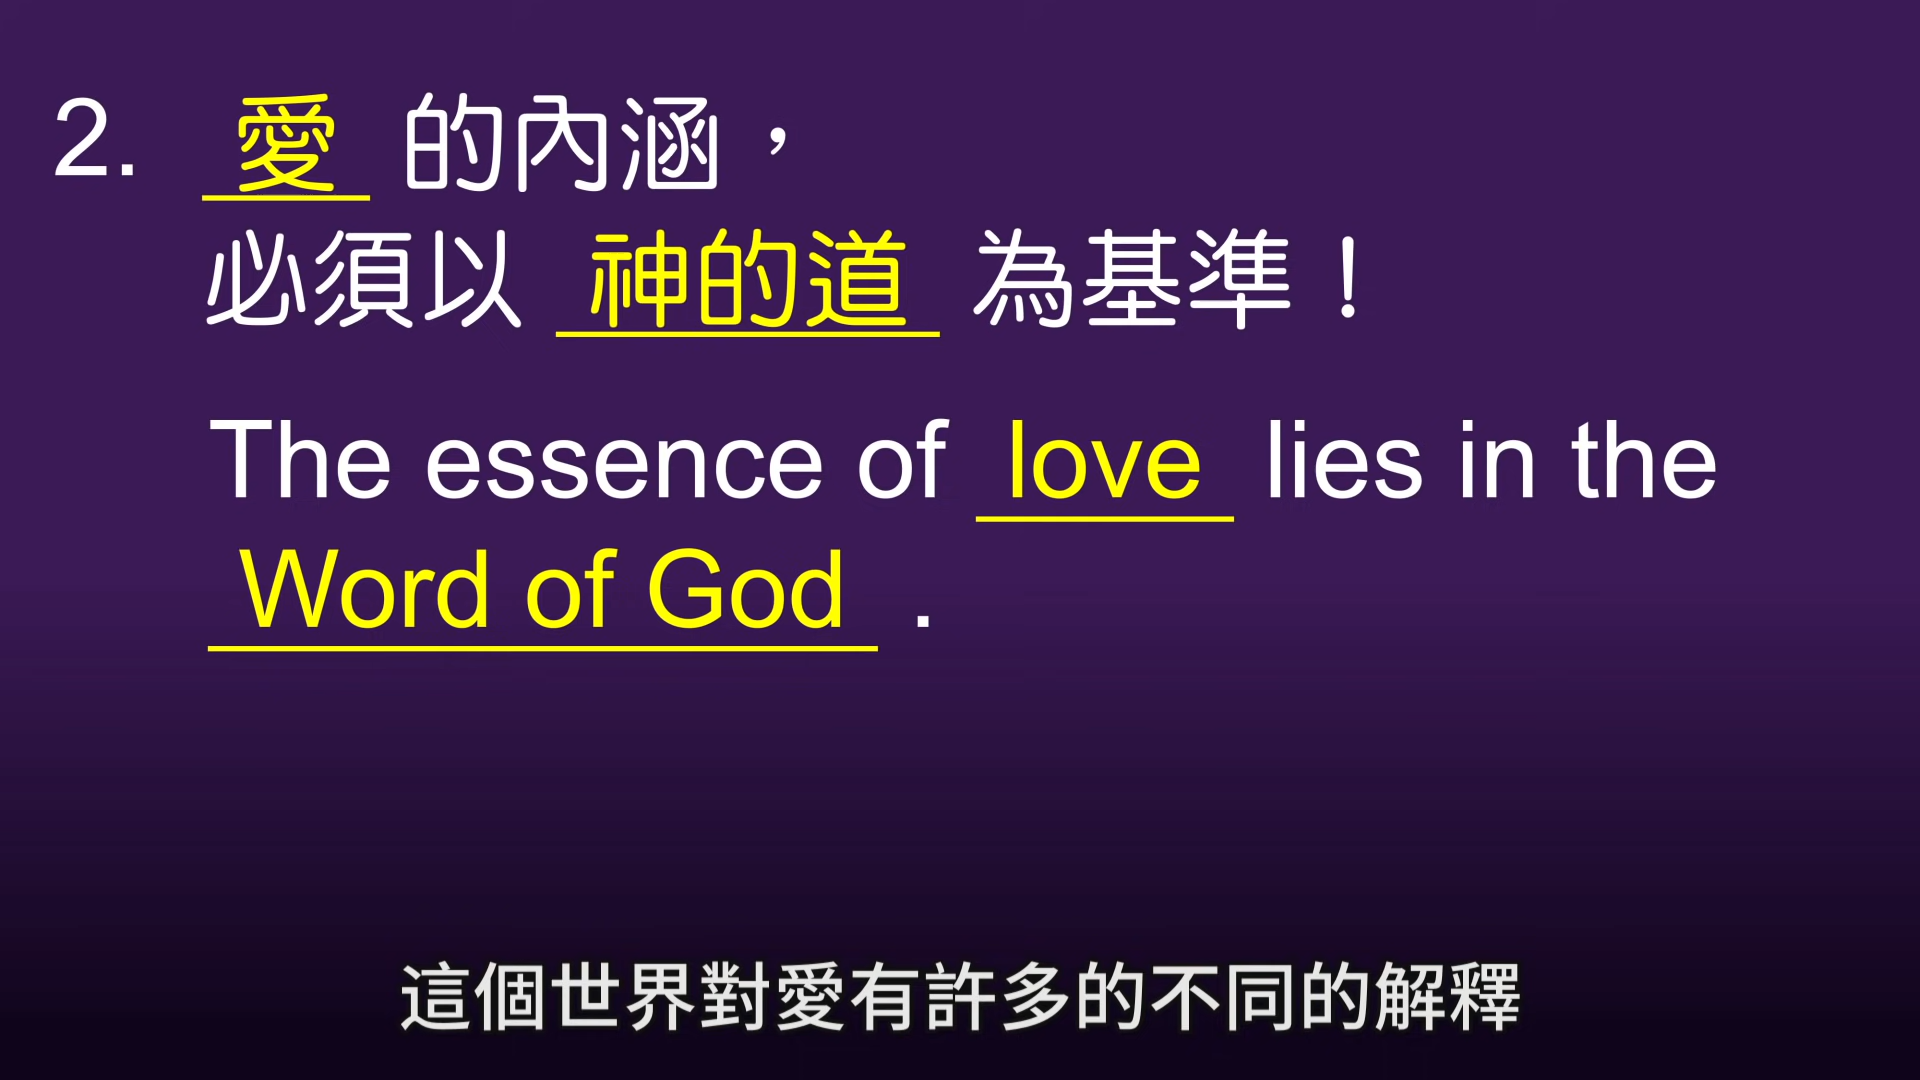 2. 愛 的內涵，
必須以 神的道 為基準！
The essence of love lies in the
Word of God .
這個世界對愛有許多的不同的解釋